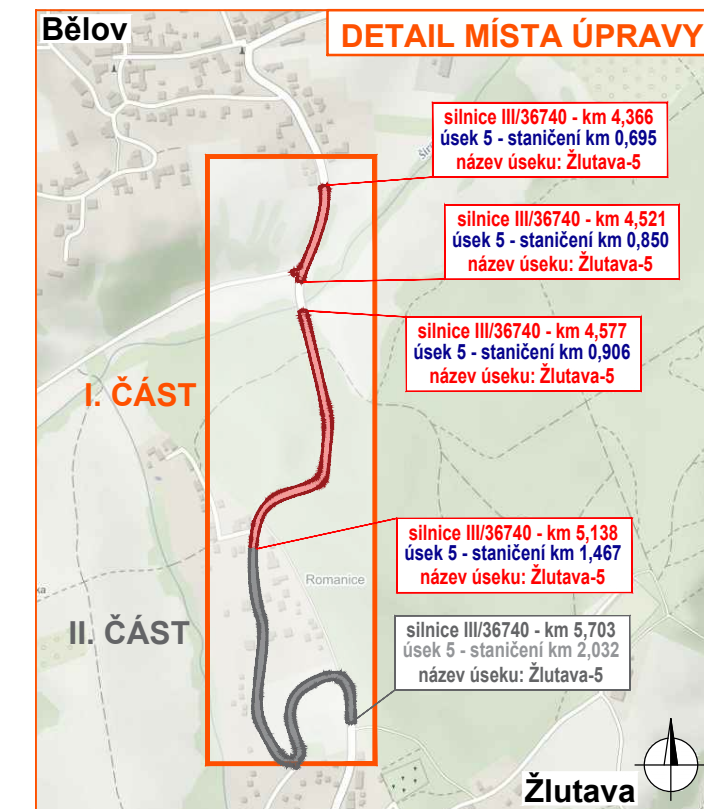 Bělov
DETAIL MÍSTA ÚPRAVY
silnice III/36740 - km 4,366
úsek 5 - staničení km 0,695
název úseku: Žlutava-5
silnice III/36740 - km 4,521
úsek 5 - staničení km 0,850
název úseku: Žlutava-5
silnice III/36740 - km 4,577
úsek 5 - staničení km 0,906
název úseku: Žlutava-5
I. ČÁST
silnice III/36740 - km 5,138
úsek 5 - staničení km 1,467
název úseku: Žlutava-5
Romanice
II. ČÁST
silnice III/36740 - km 5,703
úsek 5 - staničení km 2,032
název úseku: Žlutava-5
Žlutava